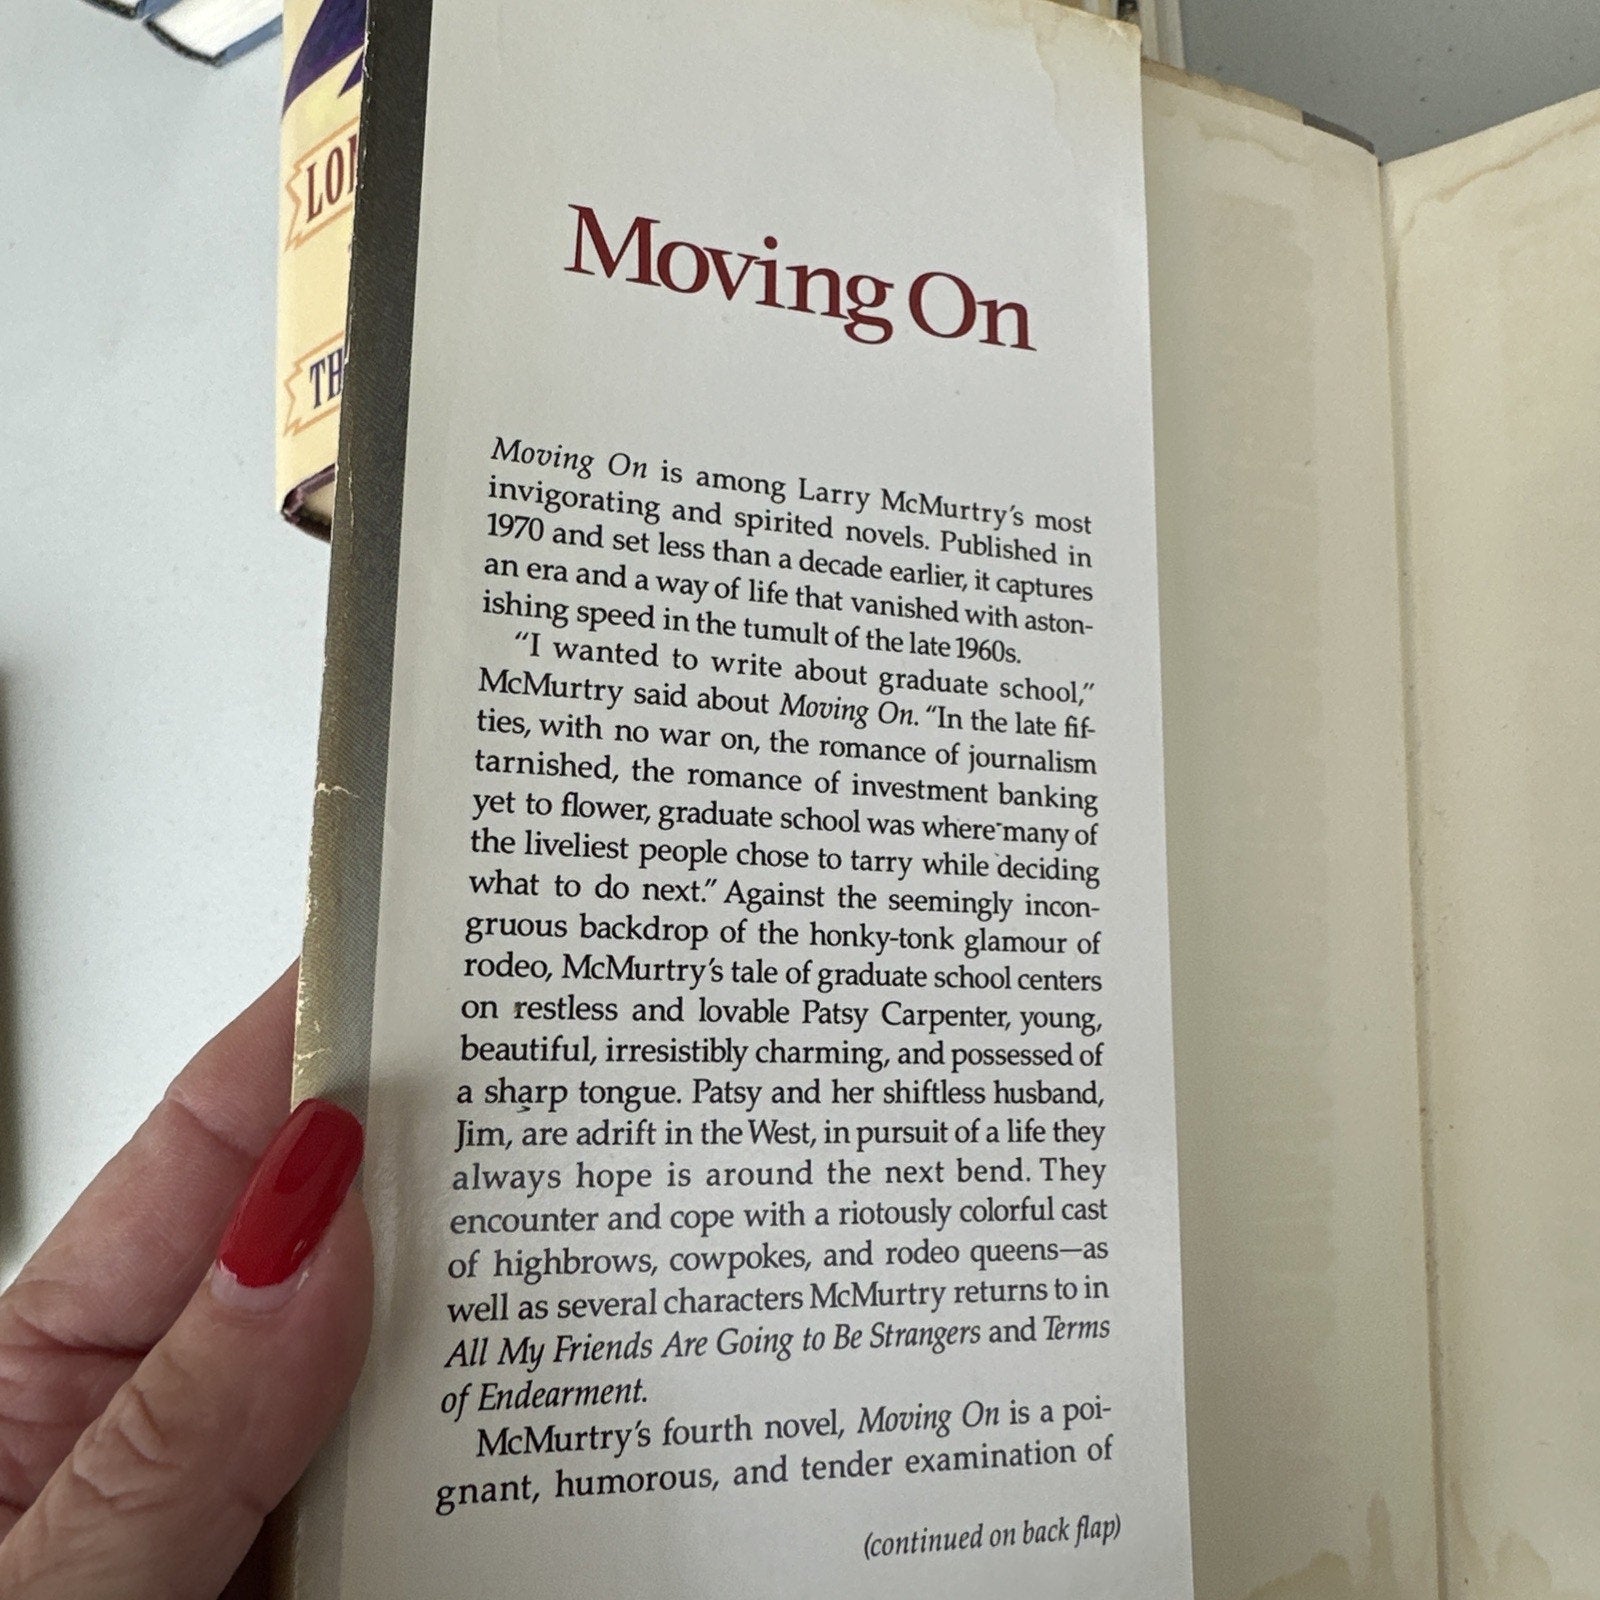 LO
TH
Moving On
Moving On is among Larry McMurtry's most
invigorating and spirited novels. Published in
1970 and set less than a decade earlier, it captures
an era and a way of life that vanished with aston-
ishing speed in the tumult of the late 1960s.
"I wanted to write about graduate school,"
McMurtry said about Moving On. "In the late fif-
ties, with no war on, the romance of journalism
tarnished, the romance of investment banking
yet to flower, graduate school was where many of
the liveliest people chose to tarry while deciding
what to do next." Against the seemingly incon-
gruous backdrop of the honky-tonk glamour of
rodeo, McMurtry's tale of graduate school centers
on restless and lovable Patsy Carpenter, young,
beautiful, irresistibly charming, and possessed of
a sharp tongue. Patsy and her shiftless husband,
Jim, are adrift in the West, in pursuit of a life they
always hope is around the next bend. They
encounter and cope with a riotously colorful cast
of highbrows, cowpokes, and rodeo queens—as
well as several characters McMurtry returns to in
All My Friends Are Going to Be Strangers and Terms
of Endearment.
McMurtry's fourth novel, Moving On is a poi-
gnant, humorous, and tender examination of
(continued on back flap)